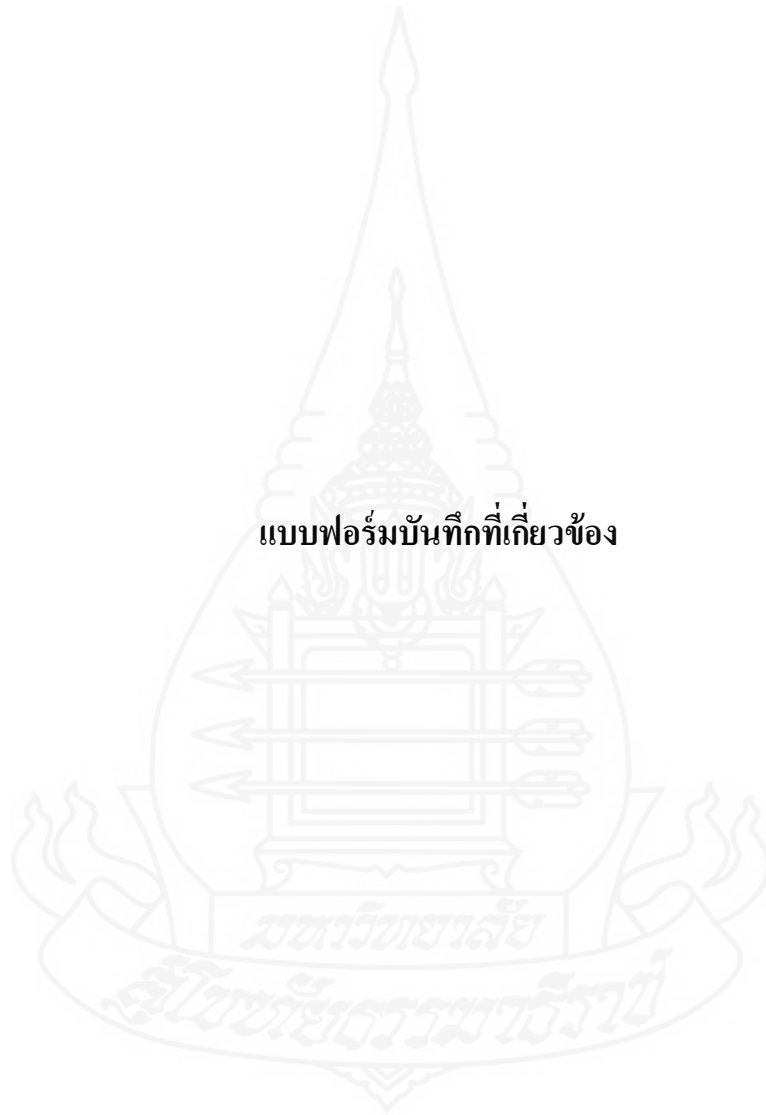 แบบฟอร์มบันทึกที่เกี่ยวข้อง
มหาวิทยาลัย
สุโขทัยธรรมาธิราช